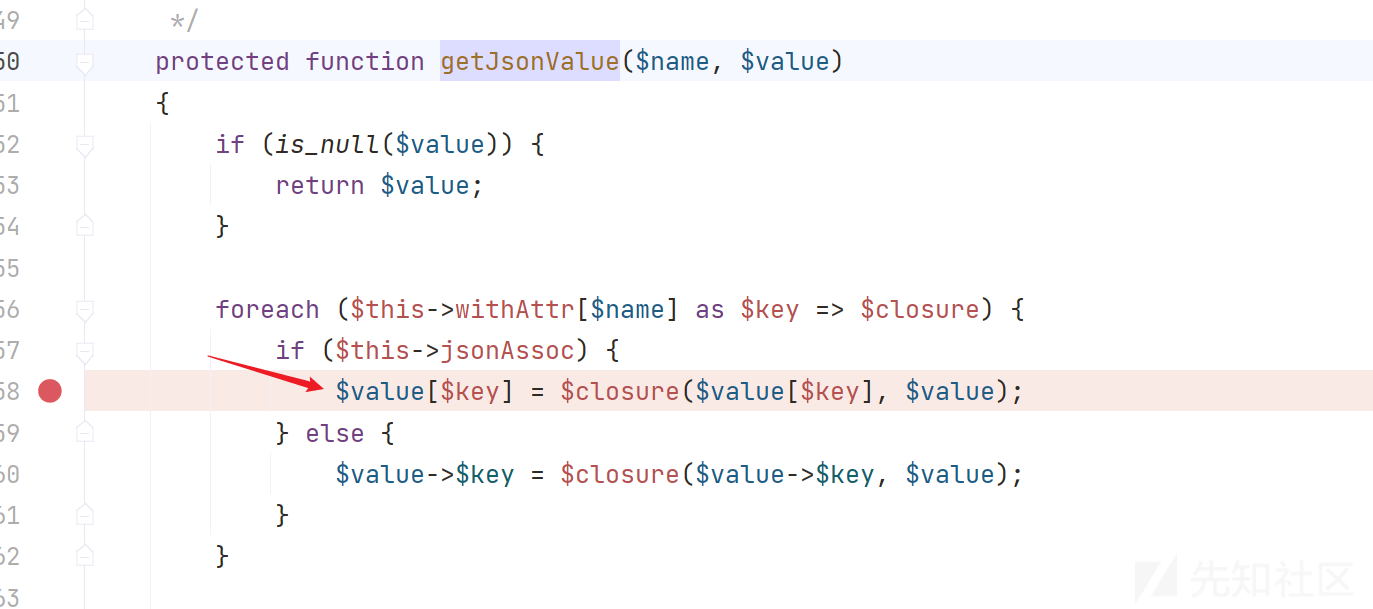 49 */
50 protected function getJsonValue($name, $value)
51 {
52 if (is_null($value)) {
53 return $value;
54 }
55
56 foreach ($this->withAttr[$name] as $key => $closure) {
57 if ($this->jsonAssoc) {
58 $value[$key] = $closure($value[$key], $value);
59 } else {
60 $value->$key = $closure($value->$key, $value);
61 }
62 }
63
先知社区